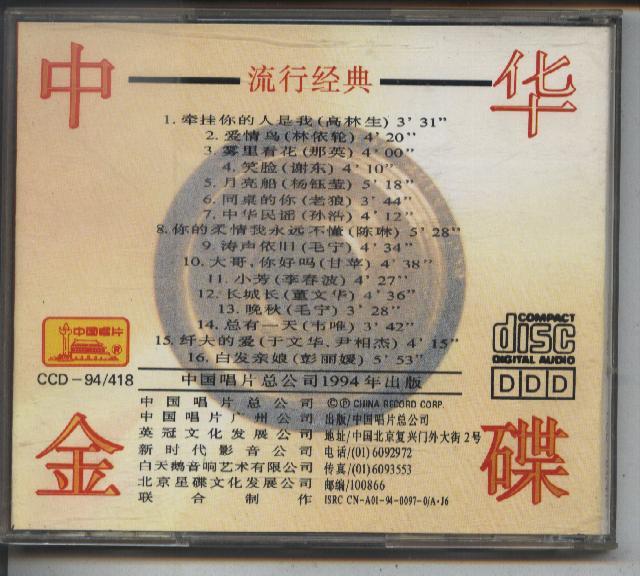 中 流行经典 华
1. 牵挂你的人是我(高林生) 3' 31"
2. 爱情鸟(林依轮) 4' 20"
3. 雾里看花(那英) 4' 00"
4. 笑脸(谢东) 4' 10"
5. 月亮船(杨钰莹) 5' 18"
6. 同桌的你(老狼) 3' 44"
7. 中华民谣(孙浩) 4' 12"
8. 你的柔情我永远不懂(陈琳) 5' 28"
9. 涛声依旧(毛宁) 4' 34"
10. 大哥,你好吗(甘苹) 4' 38"
11. 小芳(李春波) 4' 27"
12. 长城长(董文华) 4' 36"
13. 晚秋(毛宁) 3' 28"
14. 总有一天(韦唯) 3' 42"
15. 纤夫的爱(于文华、尹相杰) 4' 15"
16. 白发亲娘(彭丽媛) 5' 53"
中国唱片®
CCD-94/418
COMPACT
disc
DIGITAL AUDIO
DDD
中国唱片总公司1994年出版
中国唱片总公司 ©Ⓟ CHINA RECORD CORP.
中国唱片广州公司 出版/中国唱片总公司
英冠文化发展公司 地址/中国北京复兴门外大街2号
新时代影音公司 电话/(01)6092972
白天鹅音响艺术有限公司 传真/(01)6093553
北京星碟文化发展公司 邮编/100866
联合制作 ISRC CN-A01-94-0097-0/A·J6
金 碟